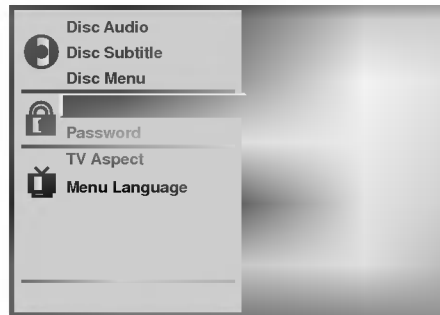 Disc Audio
Disc Subtitle
Disc Menu
Password
TV Aspect
Menu Language